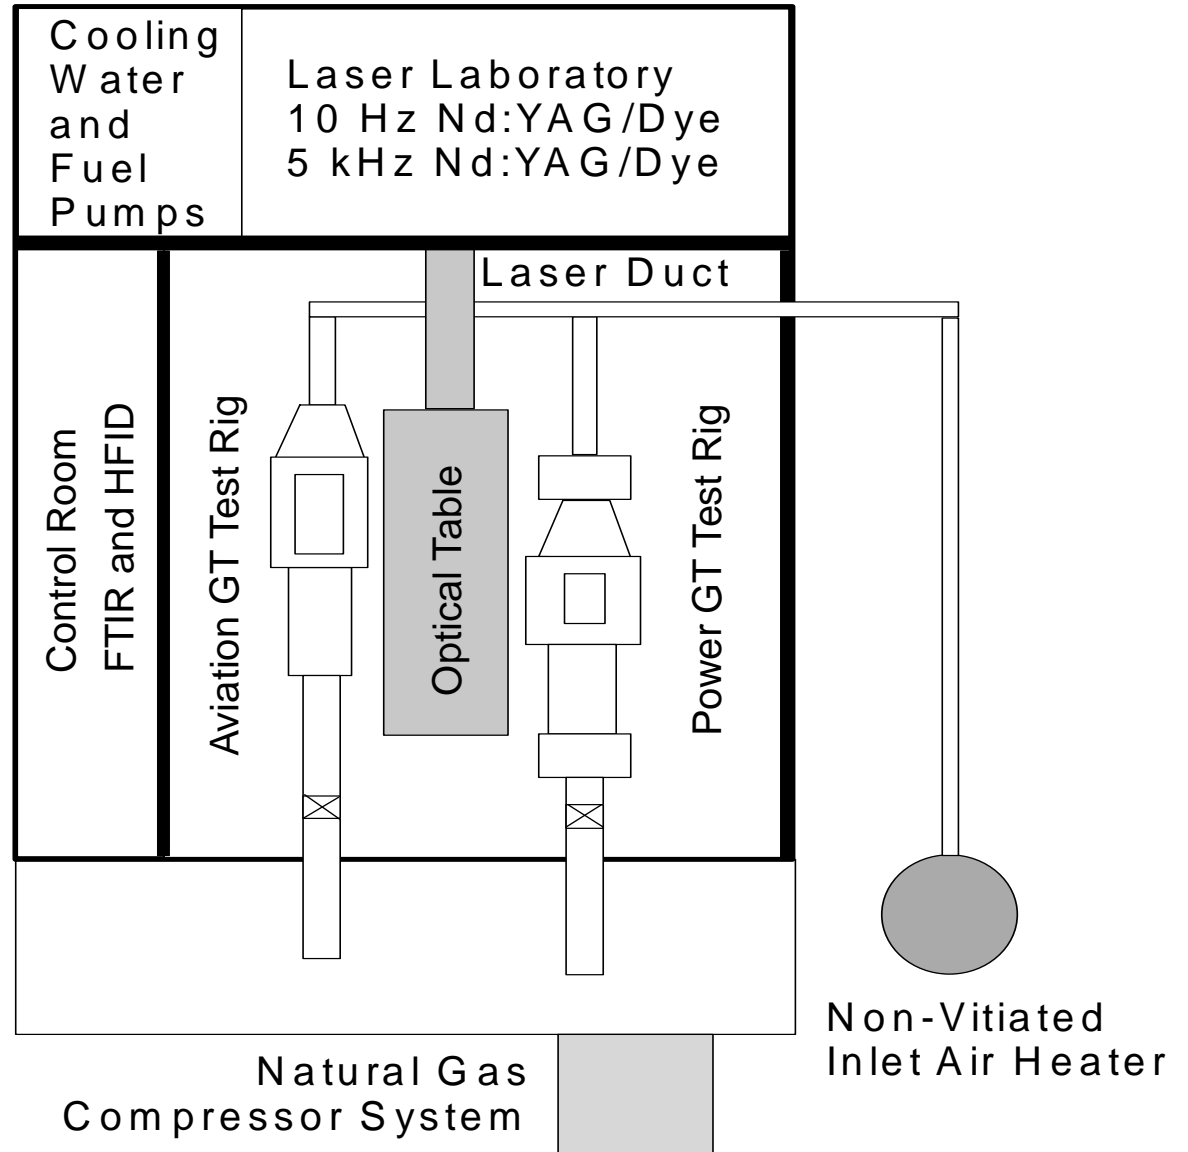 Cooling
Water
and
Fuel
Pumps
Laser Laboratory
10 Hz Nd:YAG/Dye
5 kHz Nd:YAG/Dye
Laser Duct
Control Room
FTIR and HFID
Aviation GT Test Rig
Optical Table
Power GT Test Rig
Non-Vitiated
Inlet Air Heater
Natural Gas
Compressor System